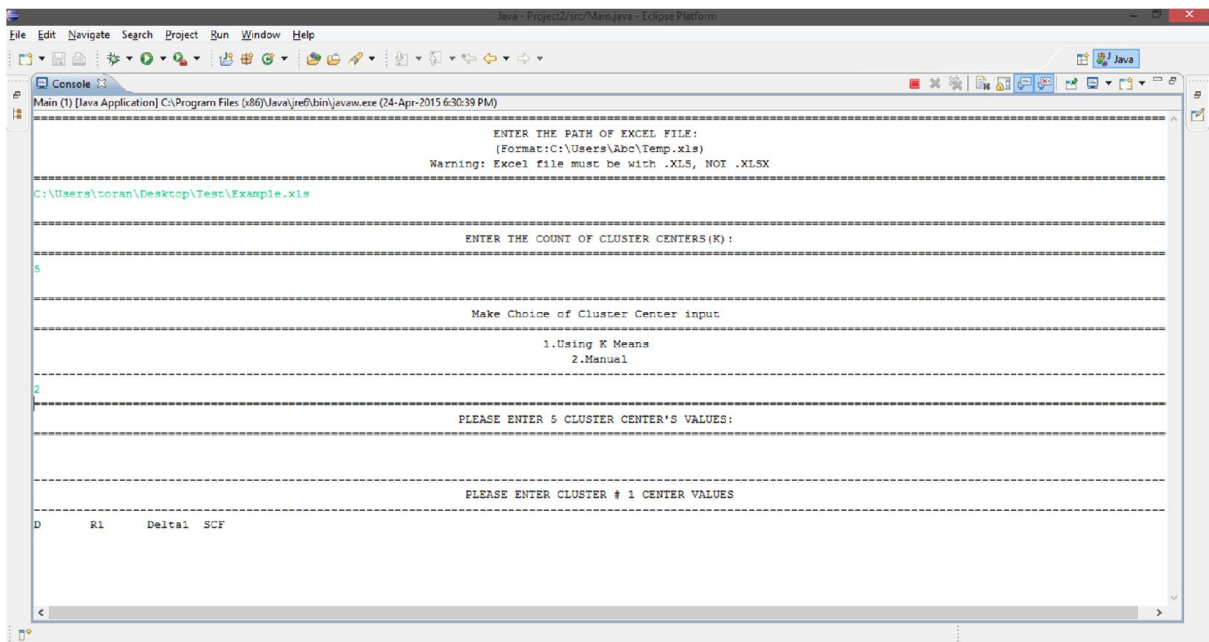 Java - Project2/src/Main.java - Eclipse Platform
File Edit Navigate Search Project Run Window Help
Java
Console
Main (1) [Java Application] C:\Program Files (x86)\Java\jre6\bin\javaw.exe (24-Apr-2015 6:30:39 PM)
ENTER THE PATH OF EXCEL FILE:
(Format:C:\Users\Abc\Temp.xls)
Warning: Excel file must be with .XLS, NOT .XLSX
C:\Users\toran\Desktop\Test\Example.xls
ENTER THE COUNT OF CLUSTER CENTERS(K):
5
Make Choice of Cluster Center input
1.Using K Means
2.Manual
2
PLEASE ENTER 5 CLUSTER CENTER'S VALUES:
PLEASE ENTER CLUSTER # 1 CENTER VALUES
D R1 Delta1 SCF